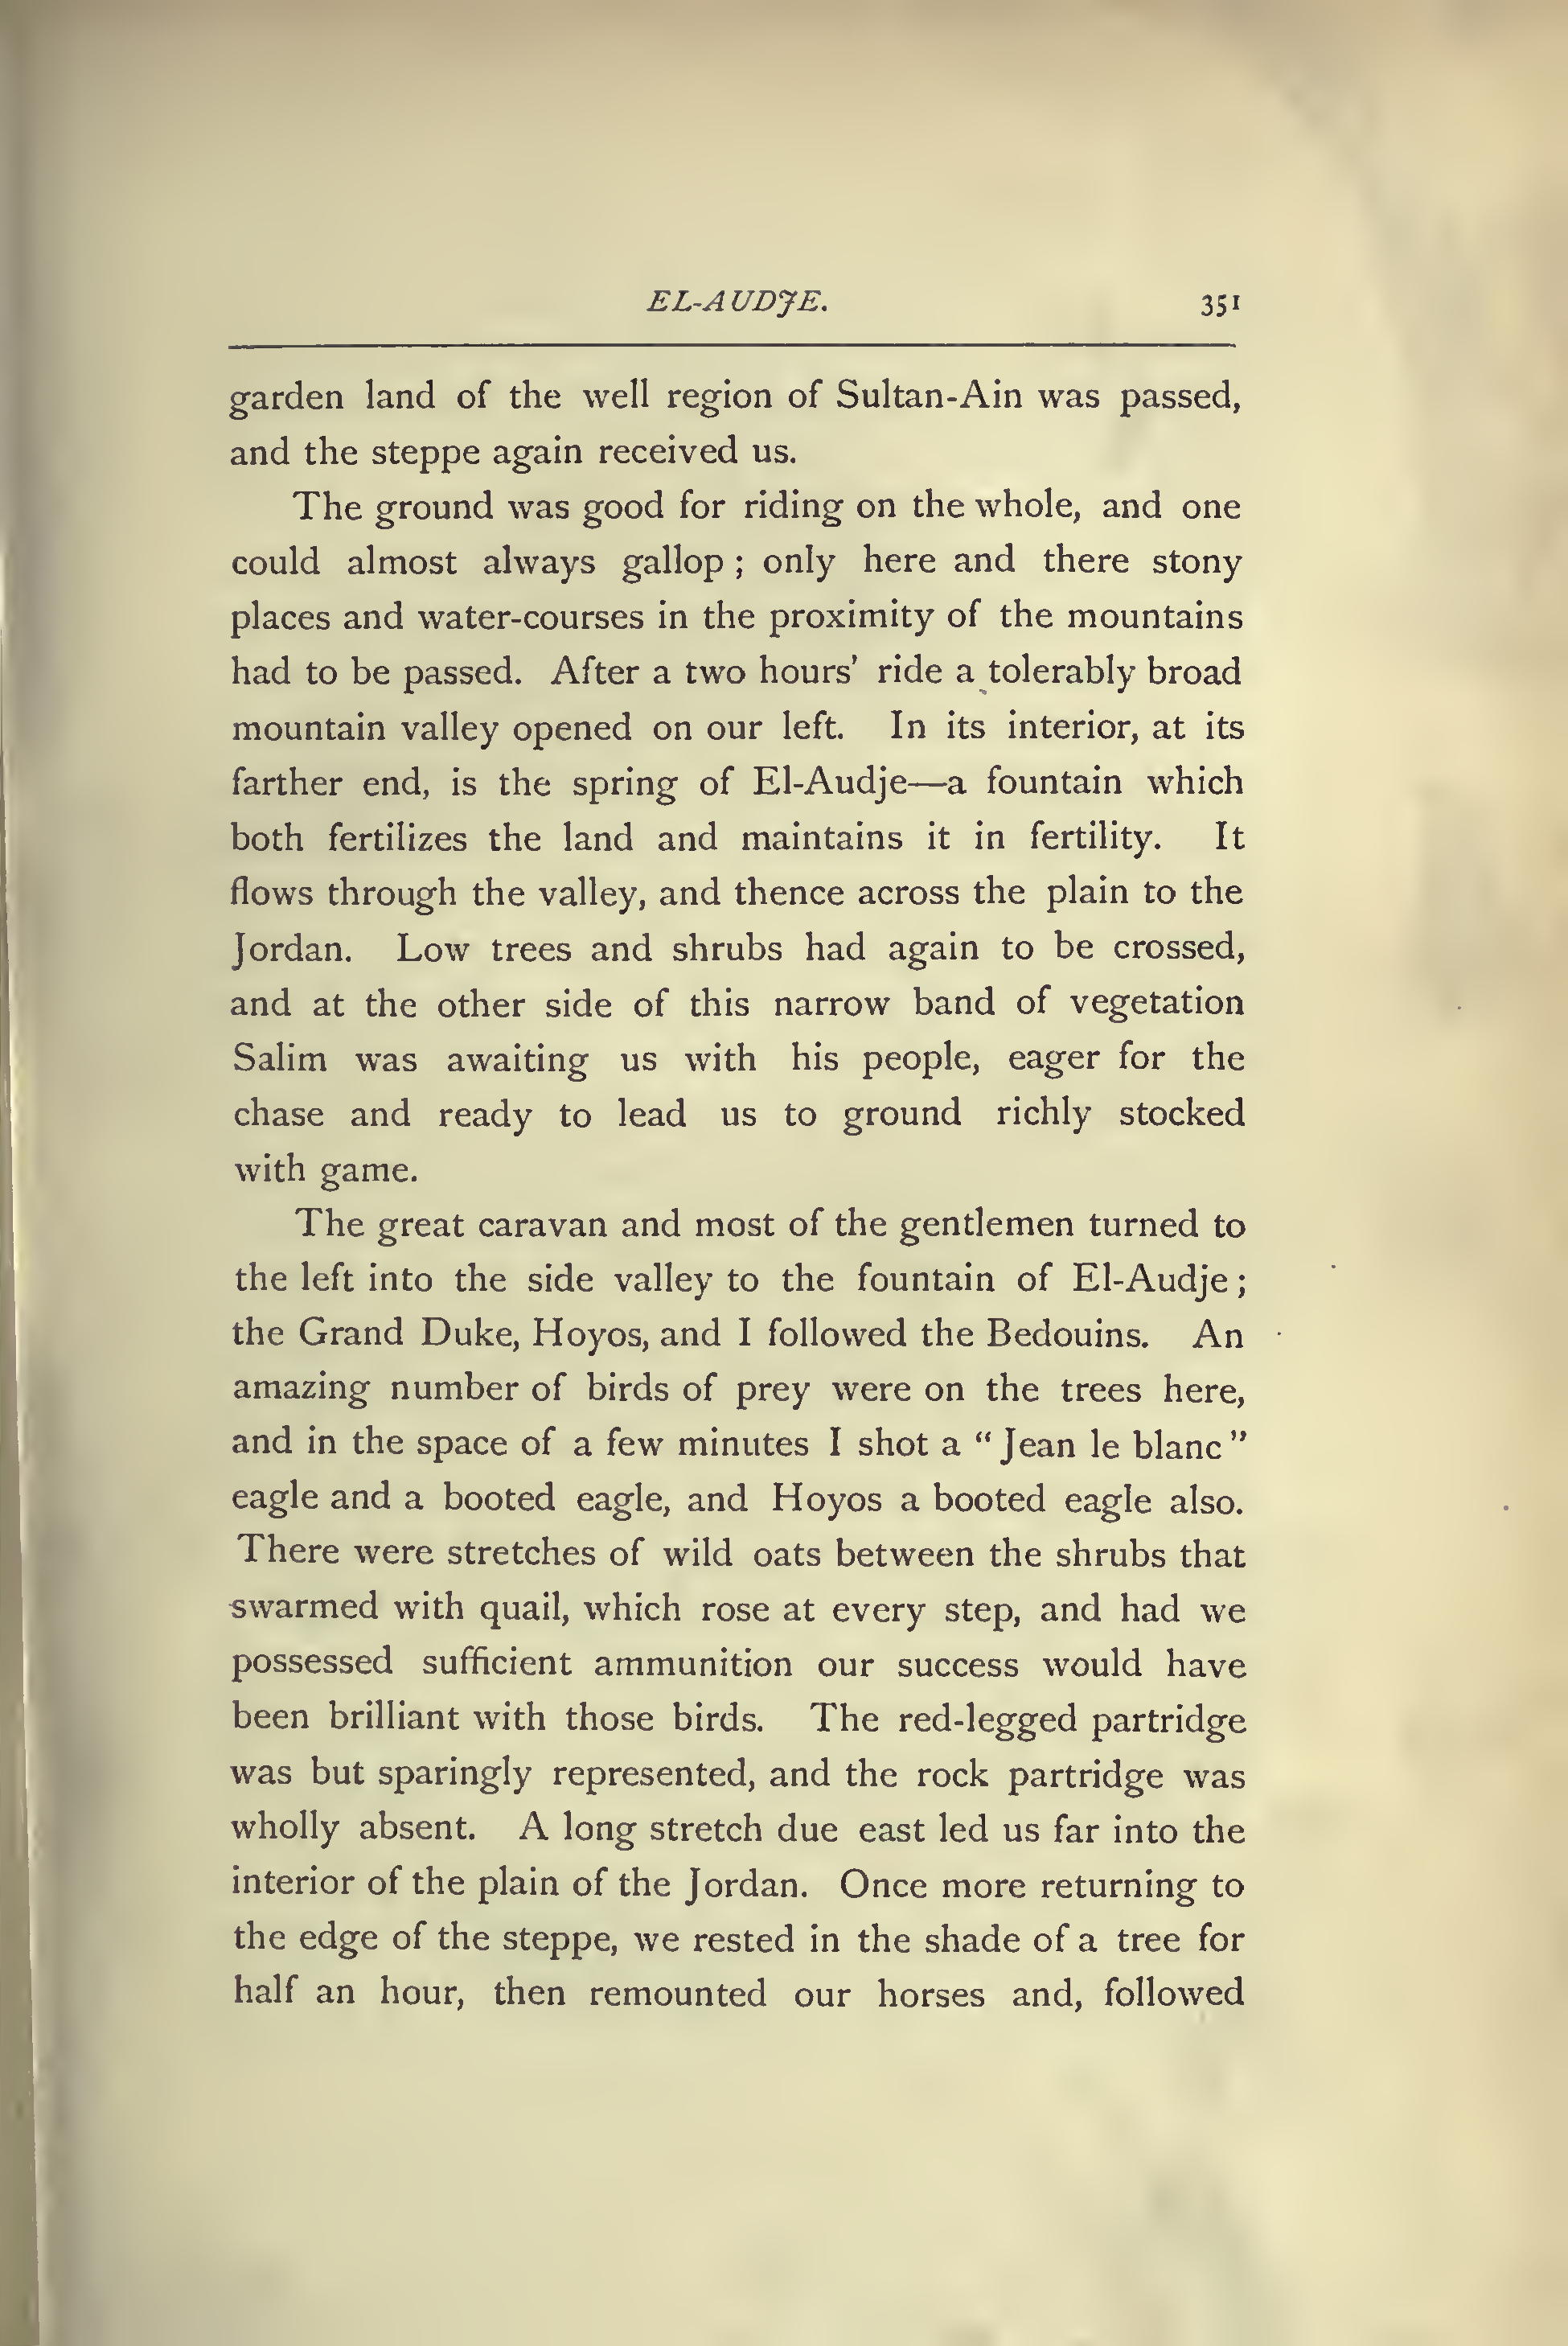 EL-AUDJE.
351
garden land of the well region of Sultan-Ain was passed,
and the steppe again received us.
The ground was good for riding on the whole, and one
could almost always gallop ; only here and there stony
places and water-courses in the proximity of the mountains
had to be passed. After a two hours' ride a tolerably broad
mountain valley opened on our left. In its interior, at its
farther end, is the spring of El-Audje—a fountain which
both fertilizes the land and maintains it in fertility. It
flows through the valley, and thence across the plain to the
Jordan. Low trees and shrubs had again to be crossed,
and at the other side of this narrow band of vegetation
Salim was awaiting us with his people, eager for the
chase and ready to lead us to ground richly stocked
with game.
The great caravan and most of the gentlemen turned to
the left into the side valley to the fountain of El-Audje ;
the Grand Duke, Hoyos, and I followed the Bedouins. An
amazing number of birds of prey were on the trees here,
and in the space of a few minutes I shot a “ Jean le blanc ”
eagle and a booted eagle, and Hoyos a booted eagle also.
There were stretches of wild oats between the shrubs that
swarmed with quail, which rose at every step, and had we
possessed sufficient ammunition our success would have
been brilliant with those birds. The red-legged partridge
was but sparingly represented, and the rock partridge was
wholly absent. A long stretch due east led us far into the
interior of the plain of the Jordan. Once more returning to
the edge of the steppe, we rested in the shade of a tree for
half an hour, then remounted our horses and, followed